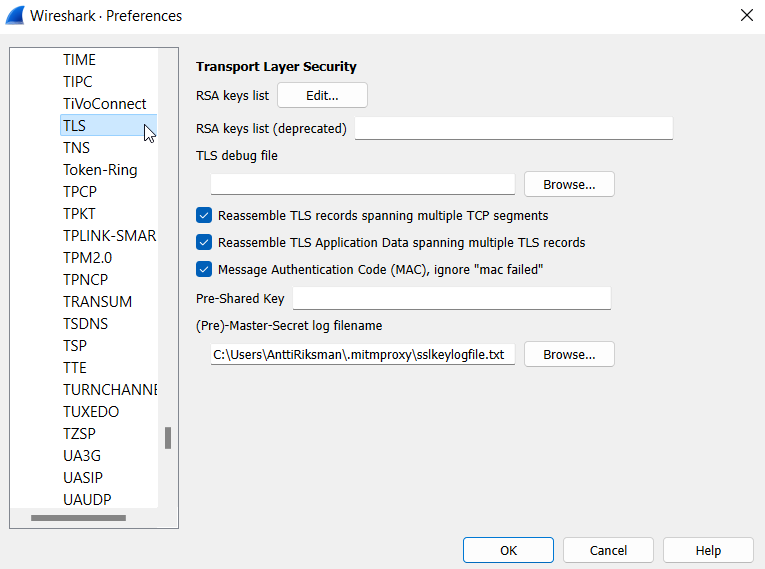 Wireshark · Preferences
TIME
TIPC
TiVoConnect
TLS
TNS
Token-Ring
TPCP
TPKT
TPLINK-SMAR
TPM2.0
TPNCP
TRANSUM
TSDNS
TSP
TTE
TURNCHANNE
TUXEDO
TZSP
UA3G
UASIP
UAUDP
Transport Layer Security
RSA keys list Edit...
RSA keys list (deprecated)
TLS debug file
Browse...
Reassemble TLS records spanning multiple TCP segments
Reassemble TLS Application Data spanning multiple TLS records
Message Authentication Code (MAC), ignore "mac failed"
Pre-Shared Key
(Pre)-Master-Secret log filename
C:\Users\AnttiRiksman\.mitmproxy\sslkeylogfile.txt Browse...
OK Cancel Help